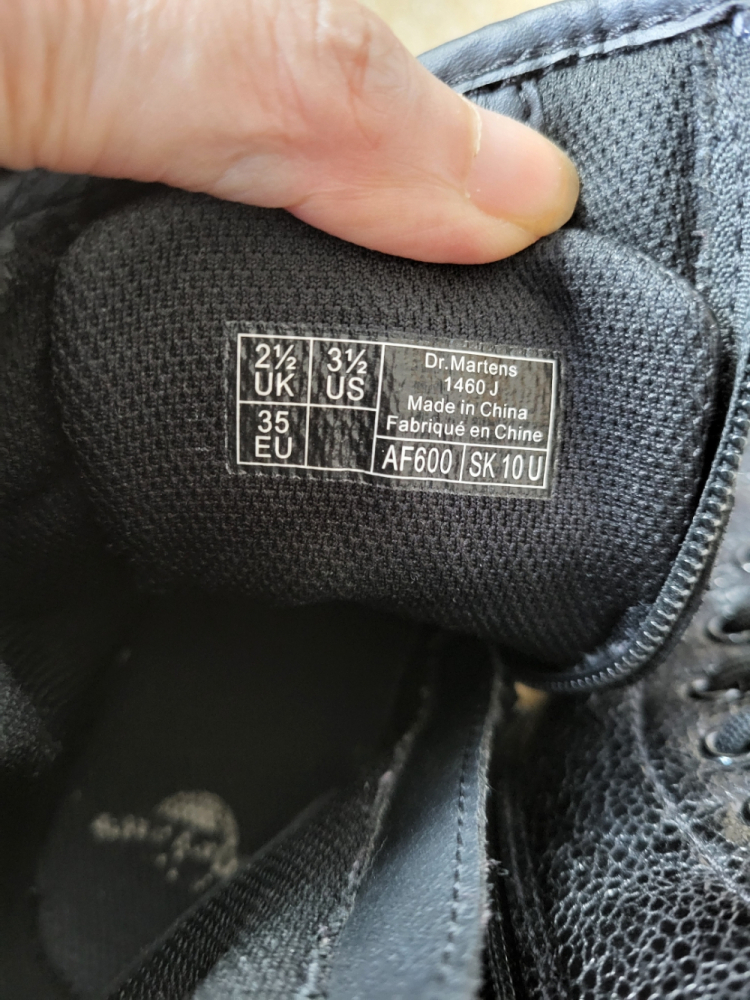 2½
UK
3½
US
35
EU
Dr.Martens
1460 J
Made in China
Fabriqué en Chine
AF600
SK 10 U